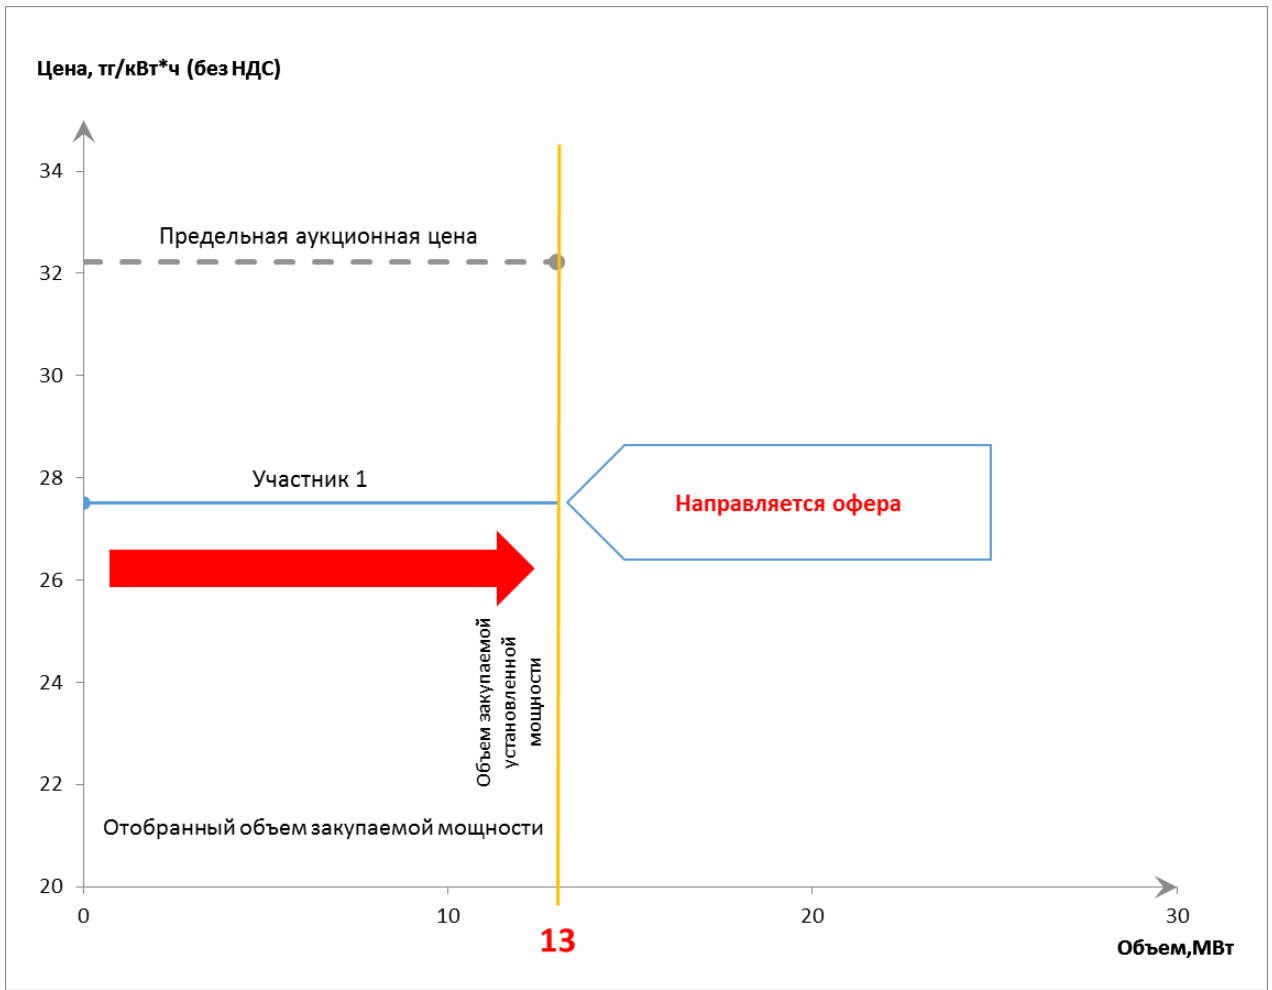 Цена, тг/кВт*ч (без НДС)
34
Предельная аукционная цена
32
30
28
Участник 1
Направляется офера
26
Объем закупаемой
установленной
мощности
24
22
Отобранный объем закупаемой мощности
20
0
10
20
30
13
Объем,МВт